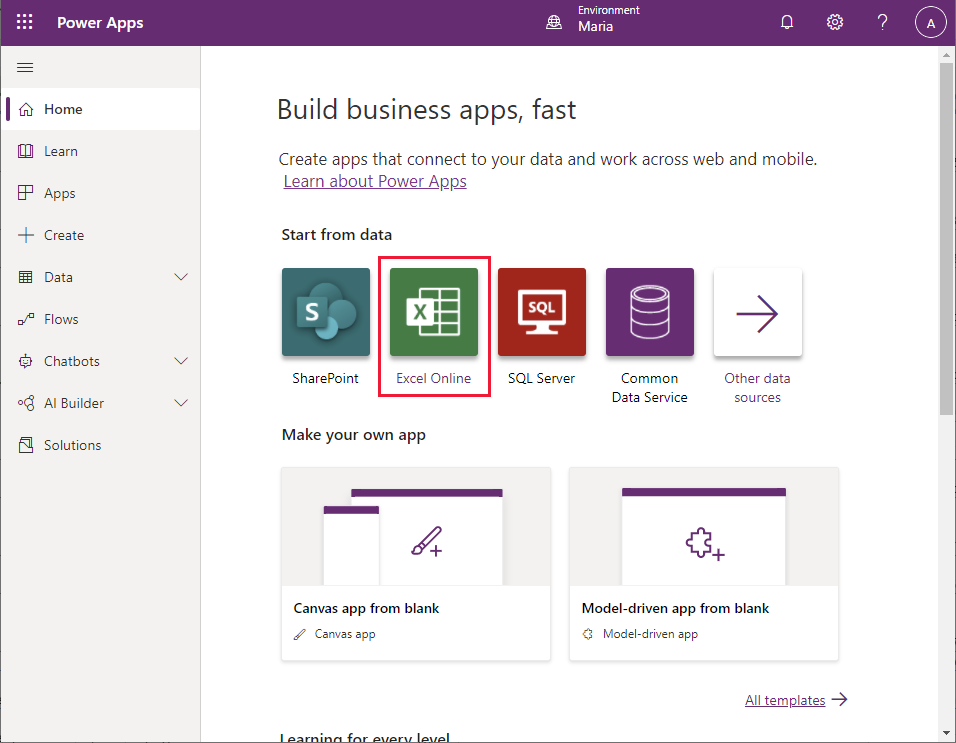 Power Apps
Environment
Maria
?
A
Home
Learn
Apps
Create
Data
Flows
Chatbots
AI Builder
Solutions
Build business apps, fast
Create apps that connect to your data and work across web and mobile.
Learn about Power Apps
Start from data
S
X
SQL
SharePoint
Excel Online
SQL Server
Common
Data Service
Other data
sources
Make your own app
Canvas app from blank
Canvas app
Model-driven app from blank
Model-driven app
All templates
Learning for every level